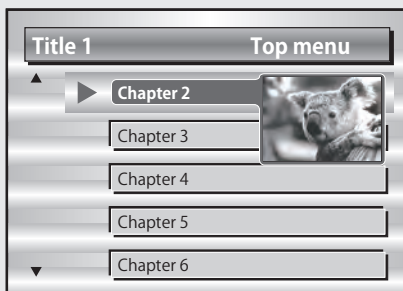 Title 1 Top menu
Chapter 2
Chapter 3
Chapter 4
Chapter 5
Chapter 6